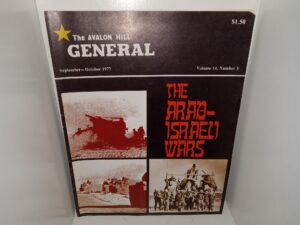 $1.50
The AVALON HILL
GENERAL
September-October 1977
Volume 14, Number 3
THE
ARAB-
ISRAELI
WARS